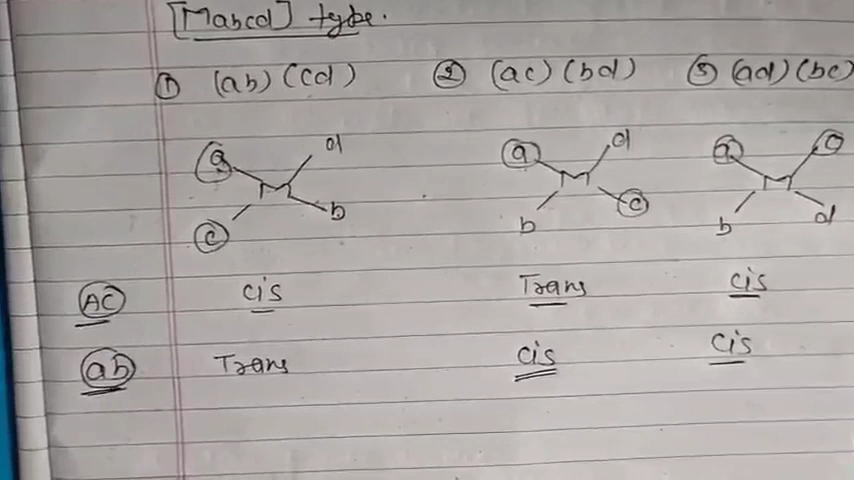 [Mabcd] type.
① (ab) (cd) ② (ac) (bd) ③ (ad) (bc)
a d a d a c
M M M
c b b c b d
AC cis Trans cis
ab Trans cis cis